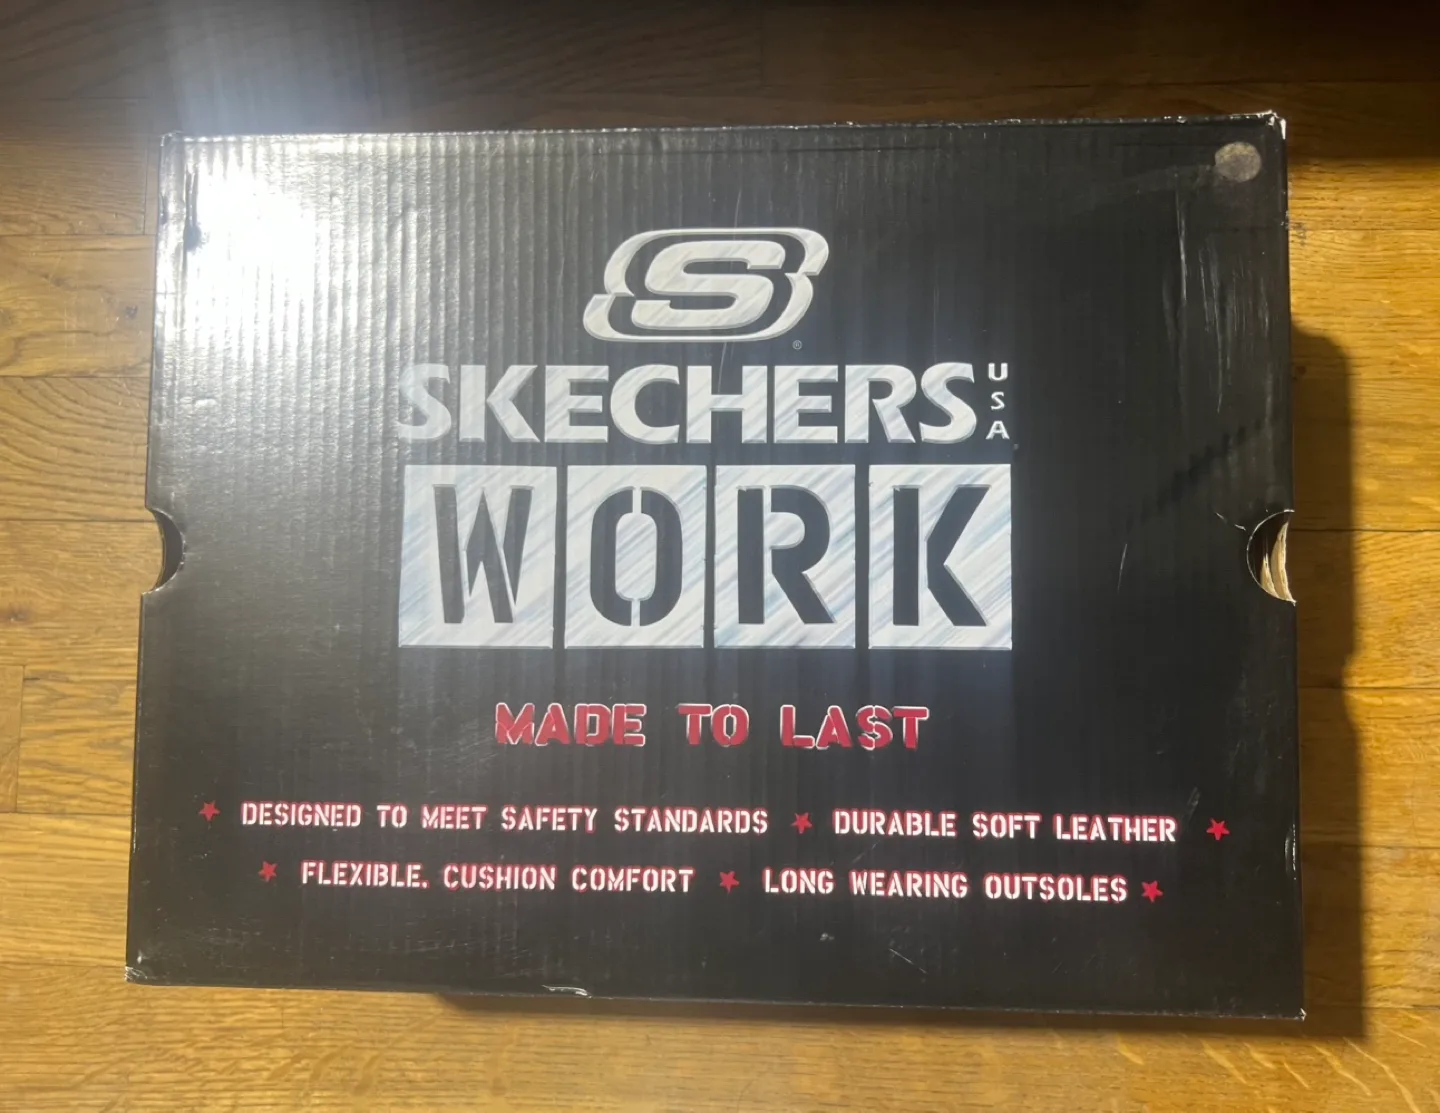 S
®
SKECHERS USA
WORK
MADE TO LAST
★ DESIGNED TO MEET SAFETY STANDARDS ★ DURABLE SOFT LEATHER ★
★ FLEXIBLE, CUSHION COMFORT ★ LONG WEARING OUTSOLES ★